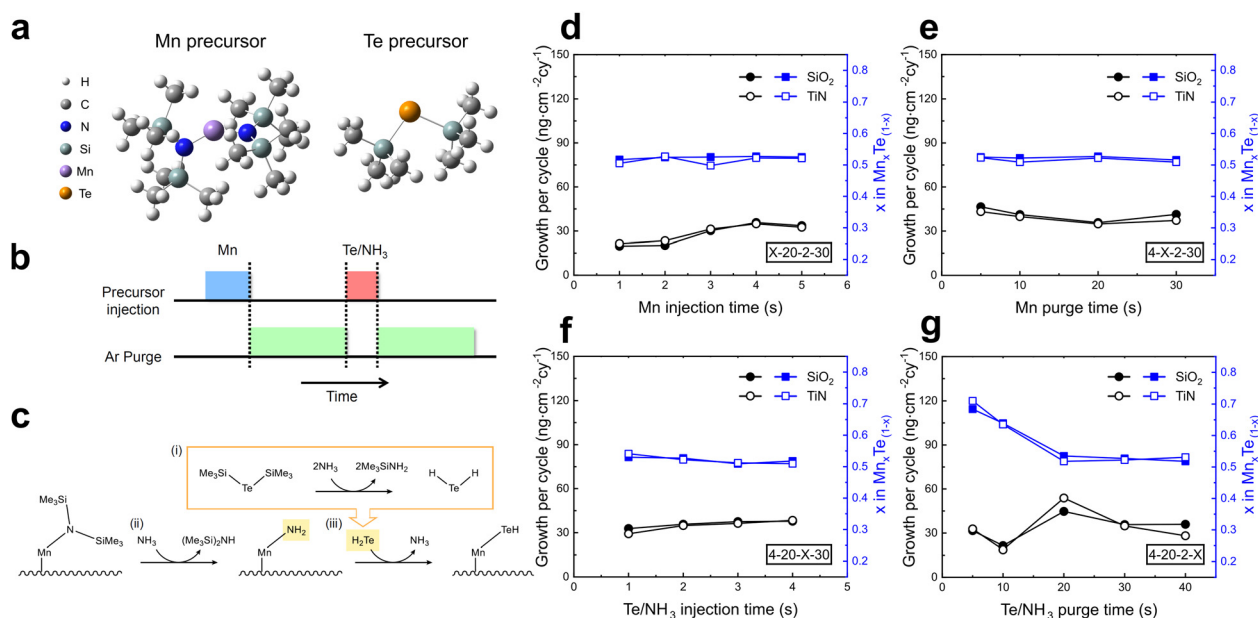 a
Mn precursor
Te precursor
H
C
N
Si
Mn
Te
b
Mn
Te/NH₃
Precursor
injection
Ar Purge
Time
c
(i)
Me₃Si
SiMe₃
Te
2NH₃
2Me₃SiNH₂
H
H
Te
Me₃Si
N
SiMe₃
Mn
(ii)
NH₃
(Me₃Si)₂NH
NH₂
Mn
(iii)
H₂Te
NH₃
TeH
Mn
d
Growth per cycle (ng·cm⁻²cy⁻¹)
150
120
90
60
30
0
SiO₂
TiN
X-20-2-30
0 1 2 3 4 5 6
Mn injection time (s)
0.8
0.7
0.6
0.5
0.4
0.3
0.2
x in MnₓTe₍₁₋ₓ₎
e
Growth per cycle (ng·cm⁻²cy⁻¹)
150
120
90
60
30
0
SiO₂
TiN
4-X-2-30
0 10 20 30
Mn purge time (s)
0.8
0.7
0.6
0.5
0.4
0.3
0.2
x in MnₓTe₍₁₋ₓ₎
f
Growth per cycle (ng·cm⁻²cy⁻¹)
150
120
90
60
30
0
SiO₂
TiN
4-20-X-30
0 1 2 3 4 5
Te/NH₃ injection time (s)
0.8
0.7
0.6
0.5
0.4
0.3
0.2
x in MnₓTe₍₁₋ₓ₎
g
Growth per cycle (ng·cm⁻²cy⁻¹)
150
120
90
60
30
0
SiO₂
TiN
4-20-2-X
0 10 20 30 40
Te/NH₃ purge time (s)
0.8
0.7
0.6
0.5
0.4
0.3
0.2
x in MnₓTe₍₁₋ₓ₎